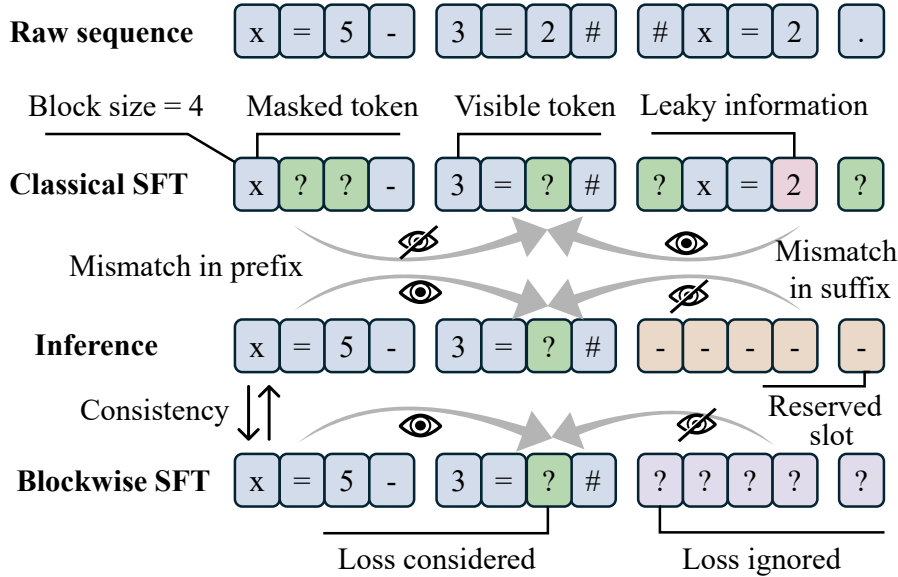 Raw sequence x = 5 - 3 = 2 # # x = 2 .
Block size = 4 Masked token Visible token Leaky information
Classical SFT x ? ? - 3 = ? # ? x = 2 ?
Mismatch in prefix
Mismatch
in suffix
Inference x = 5 - 3 = ? # - - - - -
Consistency
Reserved
slot
Blockwise SFT x = 5 - 3 = ? # ? ? ? ? ?
Loss considered Loss ignored